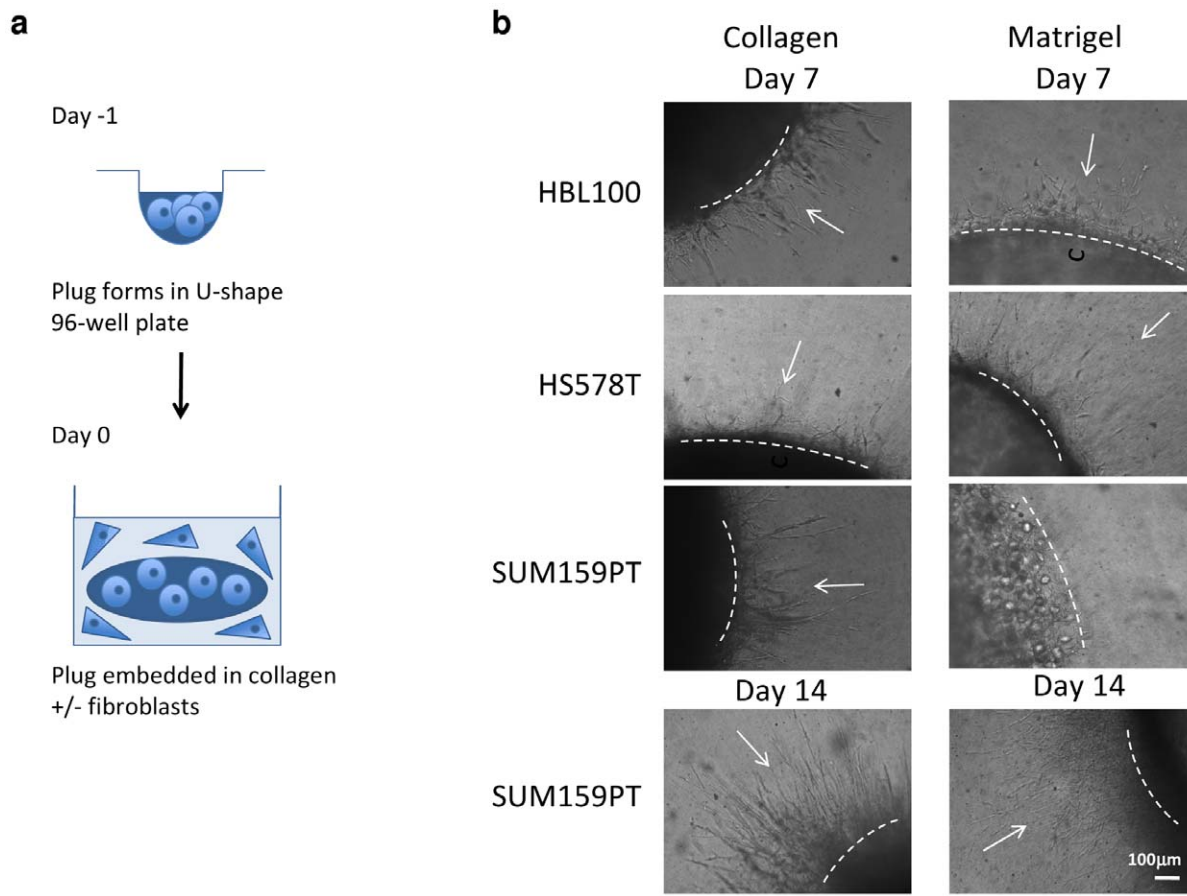 a
Day -1
Plug forms in U-shape
96-well plate
Day 0
Plug embedded in collagen
+/- fibroblasts
b
Collagen
Day 7
Matrigel
Day 7
HBL100
C
HS578T
C
SUM159PT
Day 14
Day 14
SUM159PT
100µm